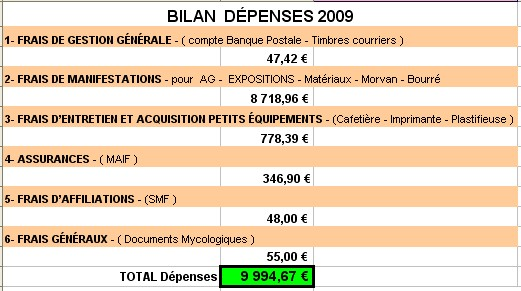 BILAN DÉPENSES 2009
1- FRAIS DE GESTION GÉNÉRALE - ( compte Banque Postale - Timbres courriers )
47,42 €
2- FRAIS DE MANIFESTATIONS - pour AG - EXPOSITIONS - Matériaux - Morvan - Bourré
8 718,96 €
3- FRAIS D'ENTRETIEN ET ACQUISITION PETITS ÉQUIPEMENTS - (Cafetière - Imprimante - Plastifieuse )
778,39 €
4- ASSURANCES - ( MAIF )
346,90 €
5- FRAIS D'AFFILIATIONS - (SMF )
48,00 €
6- FRAIS GÉNÉRAUX - ( Documents Mycologiques )
55,00 €
TOTAL Dépenses 9 994,67 €